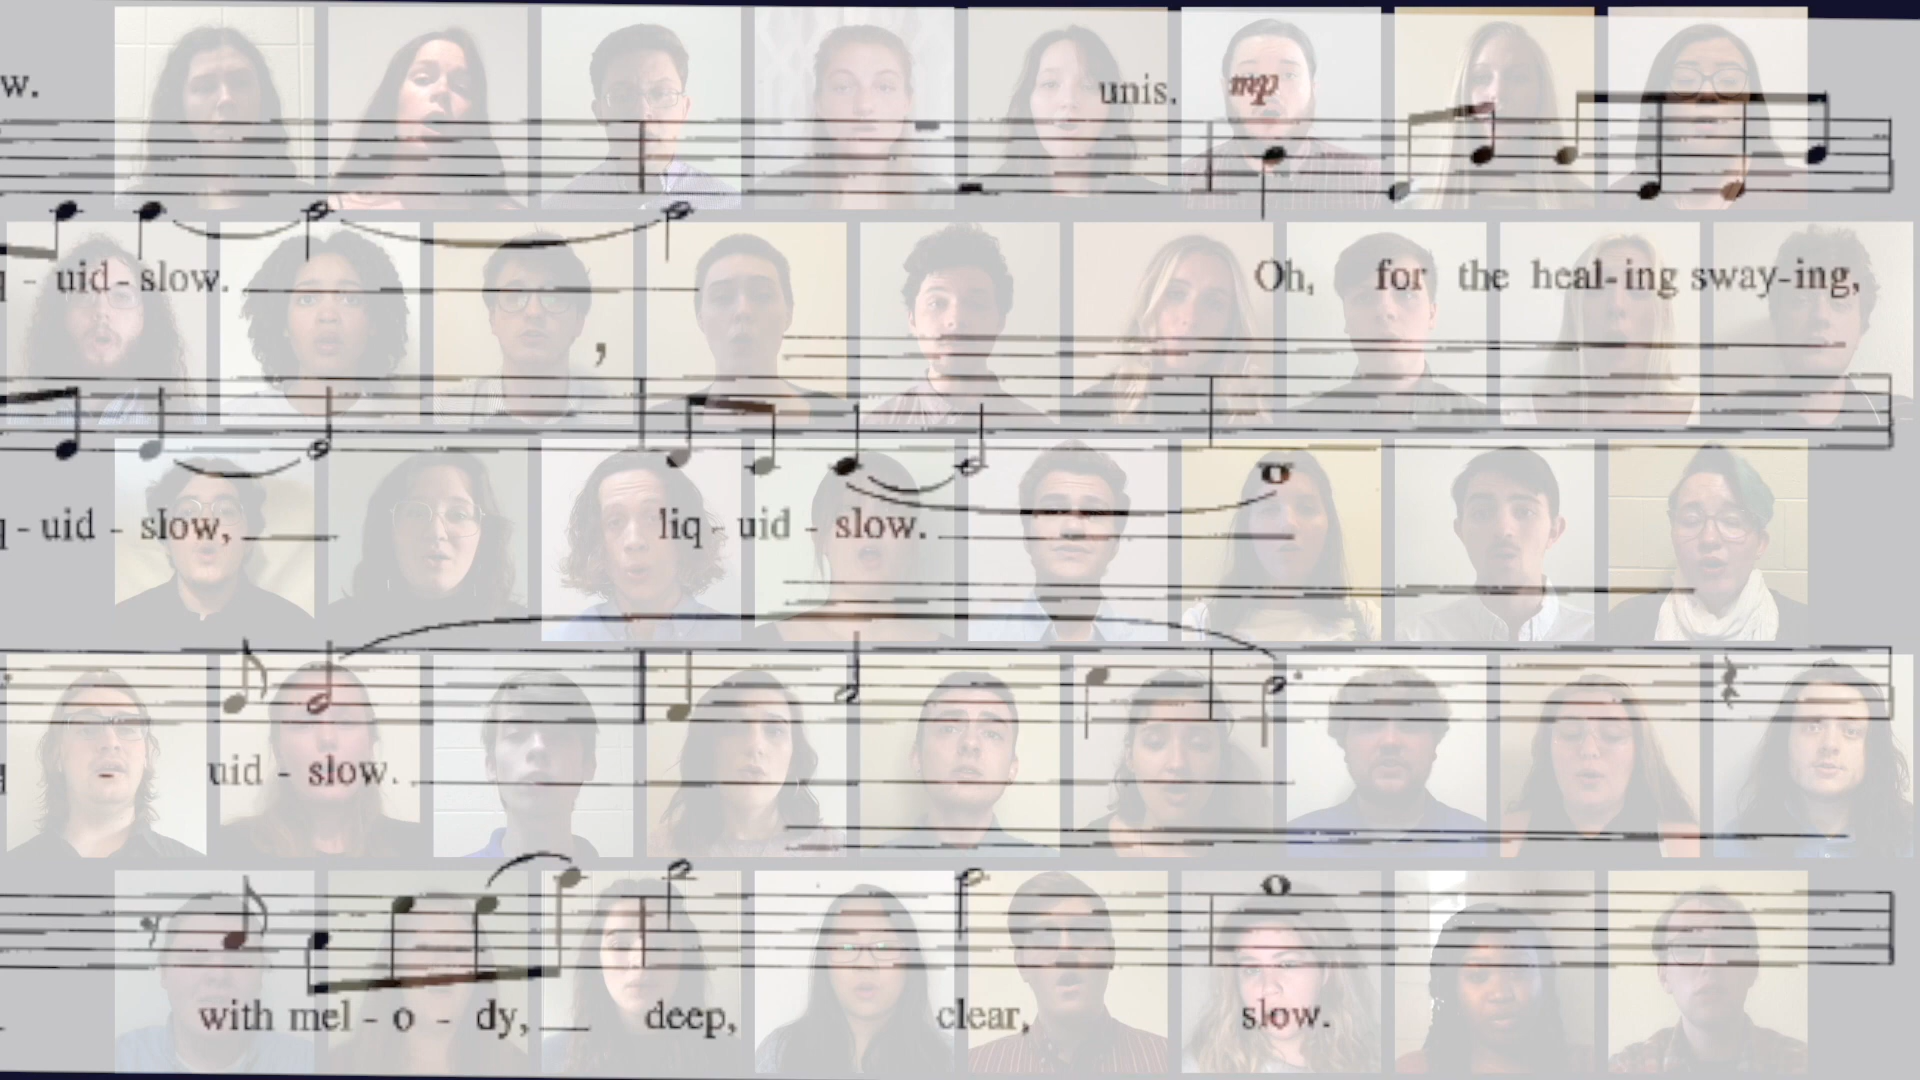 w.
unis. mp
q - uid - slow.
Oh, for the heal-ing sway-ing,
q - uid - slow, liq - uid - slow.
uid - slow.
with mel - o - dy, deep, clear, slow.